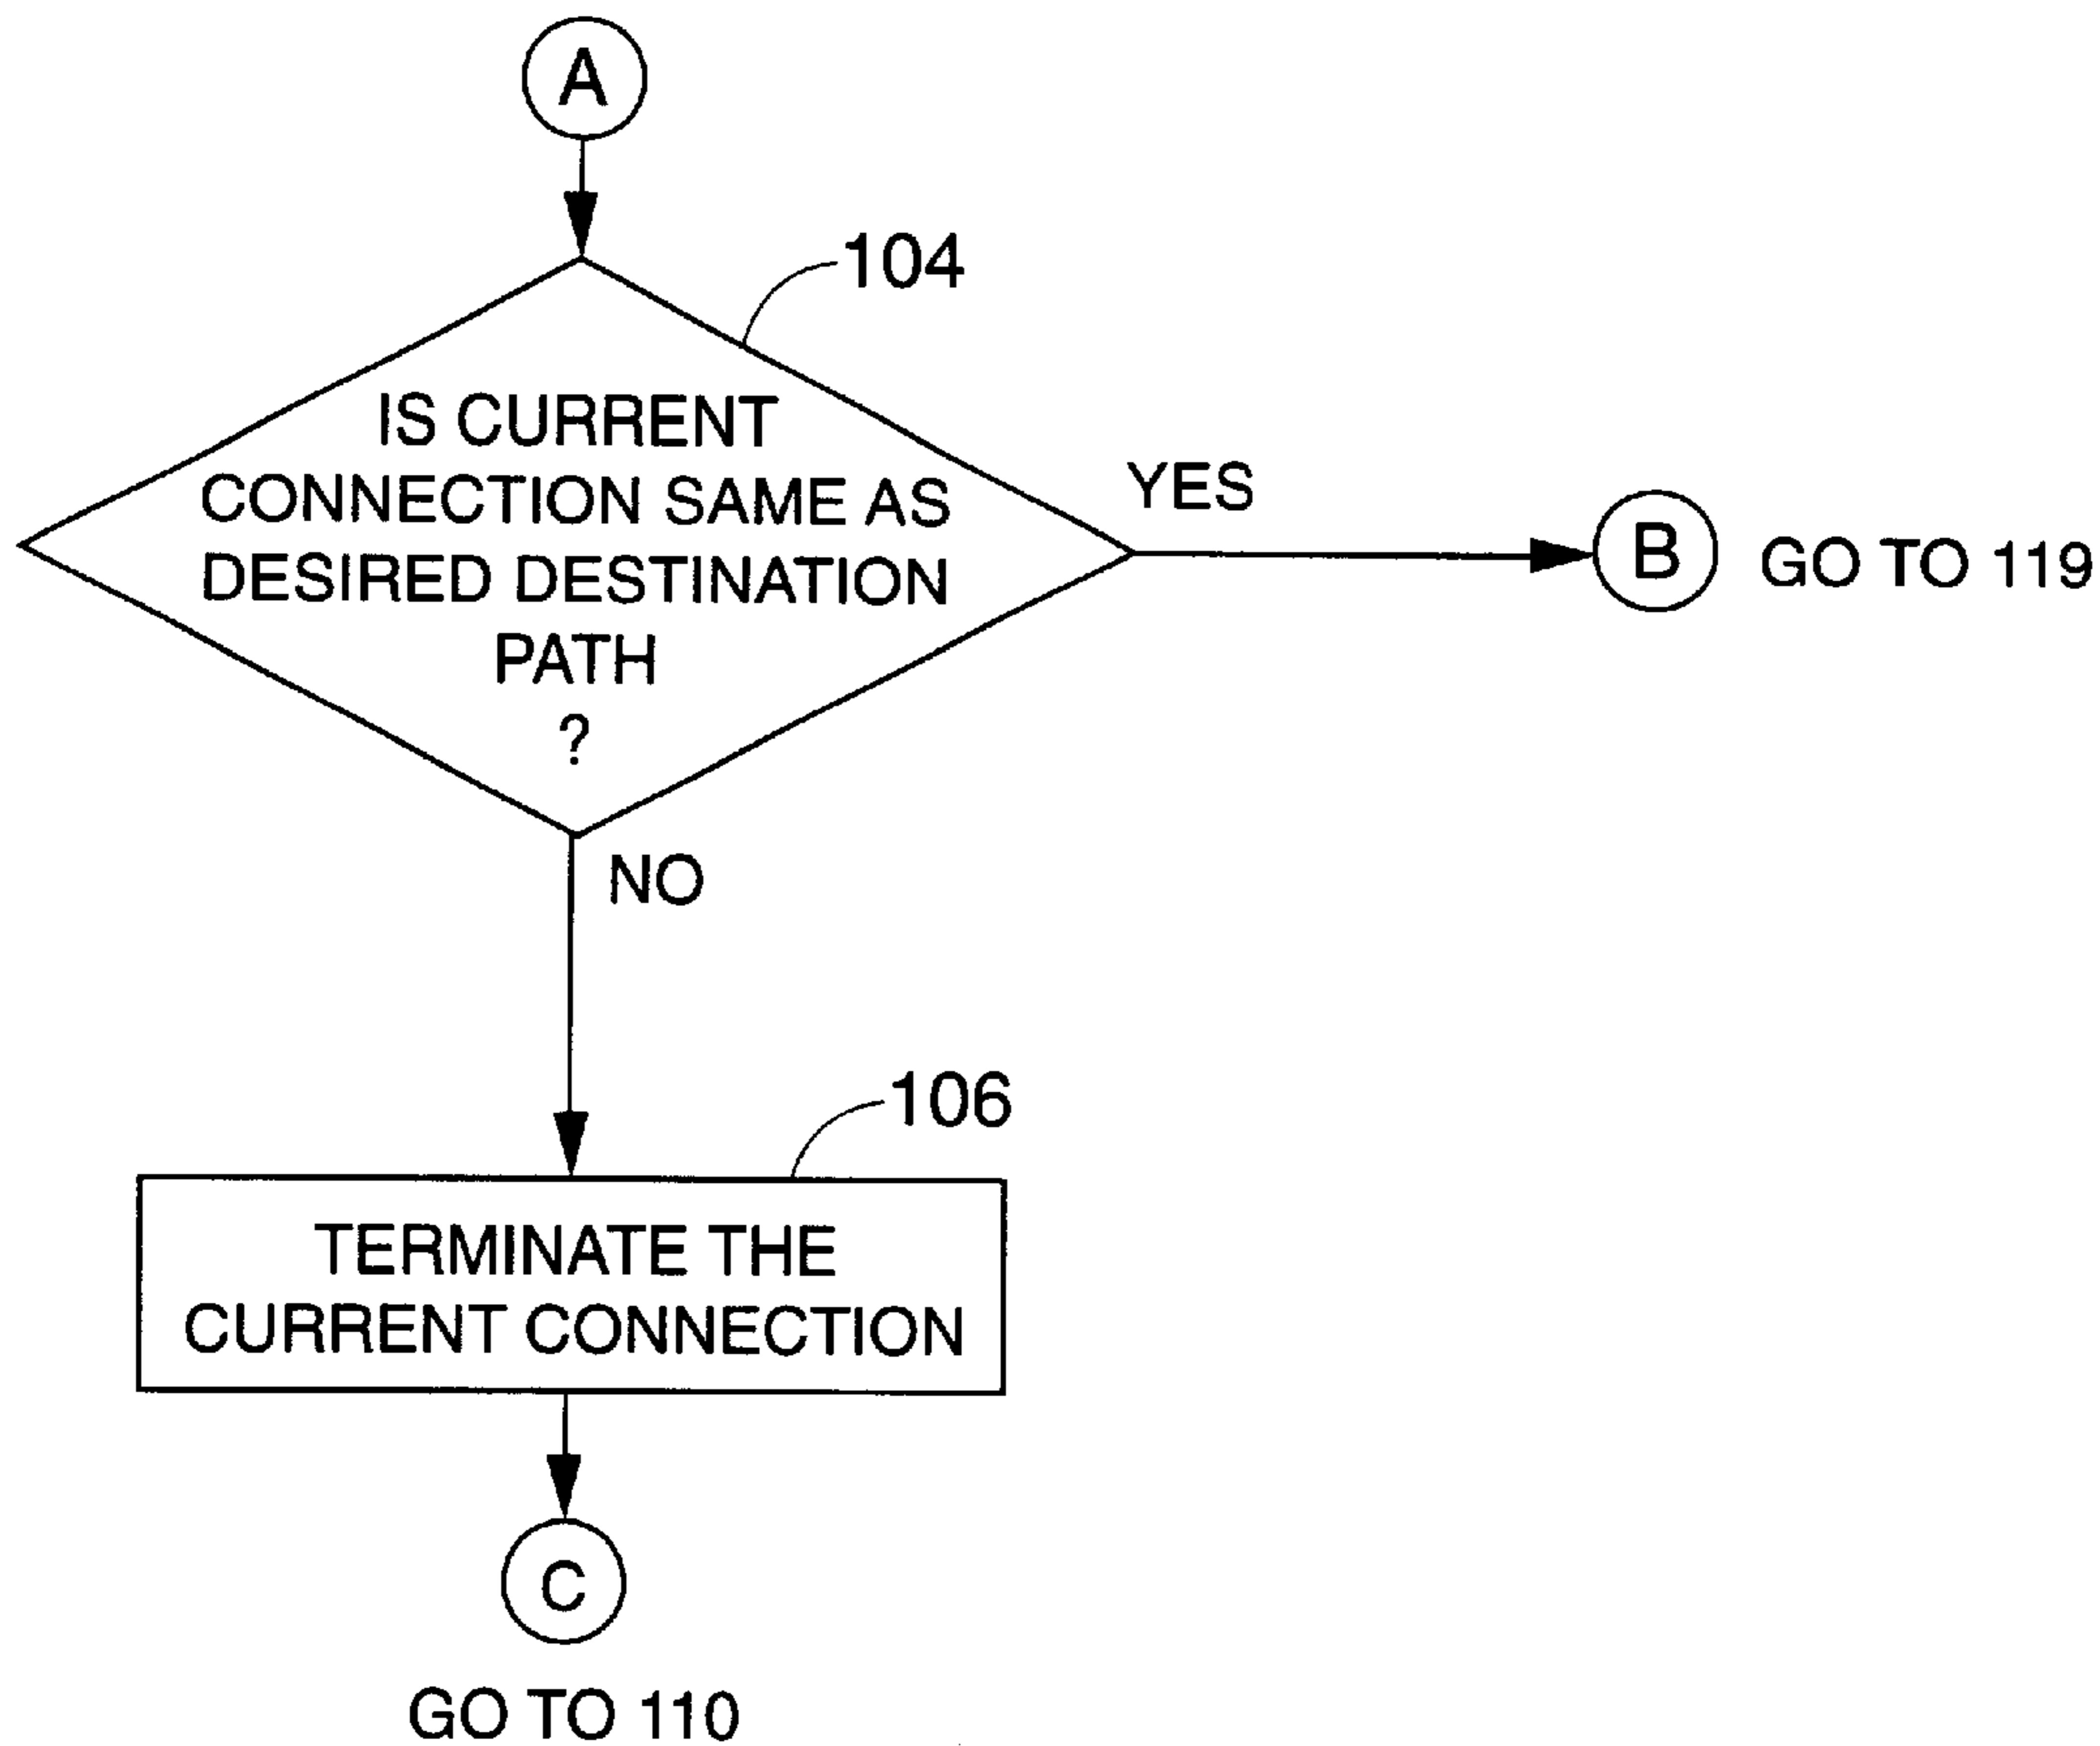 A
104
IS CURRENT
CONNECTION SAME AS
DESIRED DESTINATION
PATH
?
YES
B
GO TO 119
NO
106
TERMINATE THE
CURRENT CONNECTION
C
GO TO 110